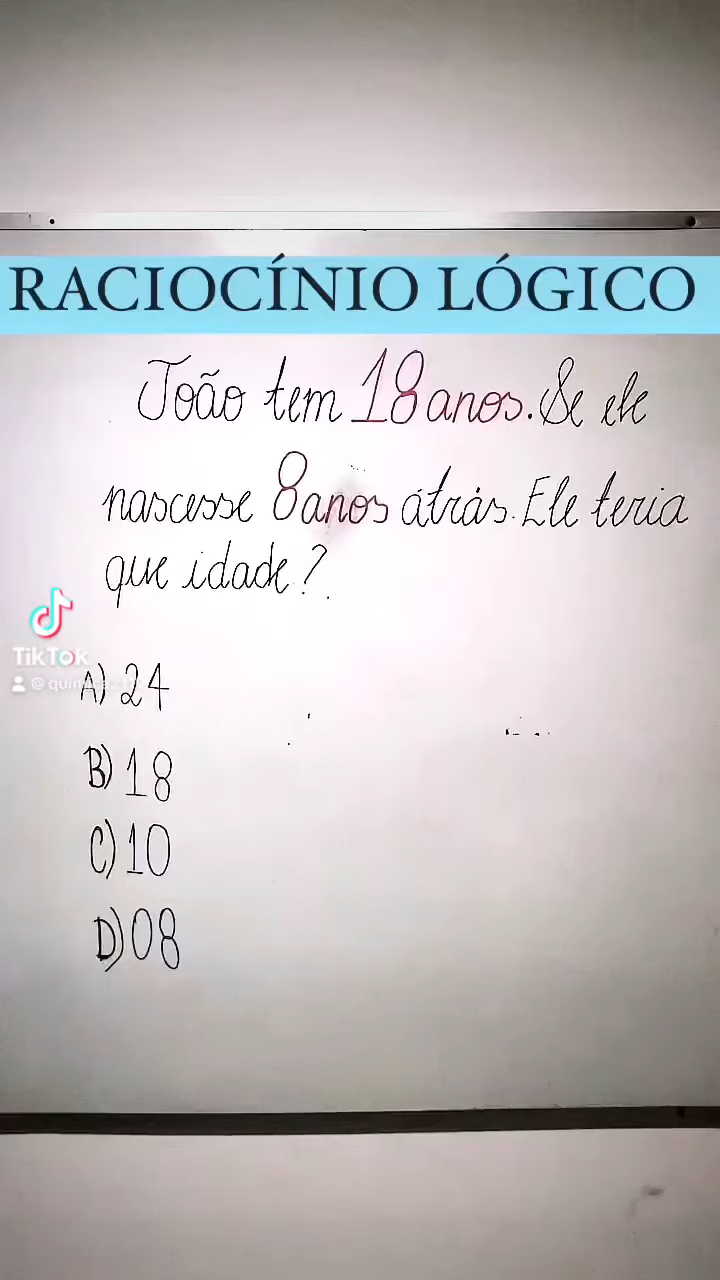 RACIOCÍNIO LÓGICO
João tem 18 anos. Se ele
nascesse 8 anos átrás. Ele teria
que idade?
TikTok
A) 24
B) 18
C) 10
D) 08